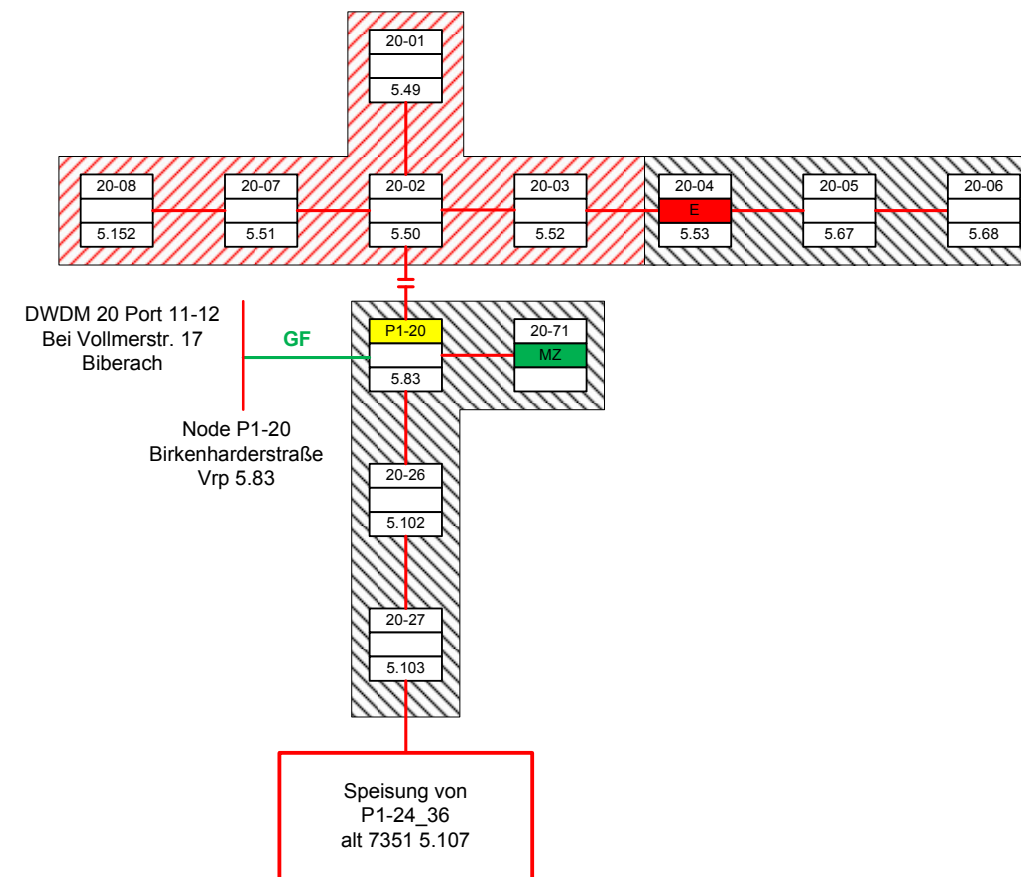 20-01
5.49
20-08
5.152
20-07
5.51
20-02
5.50
20-03
5.52
20-04
E
5.53
20-05
5.67
20-06
5.68
DWDM 20 Port 11-12
Bei Vollmerstr. 17
Biberach
GF
P1-20
5.83
20-71
MZ
Node P1-20
Birkenharderstraße
Vrp 5.83
20-26
5.102
20-27
5.103
Speisung von
P1-24_36
alt 7351 5.107